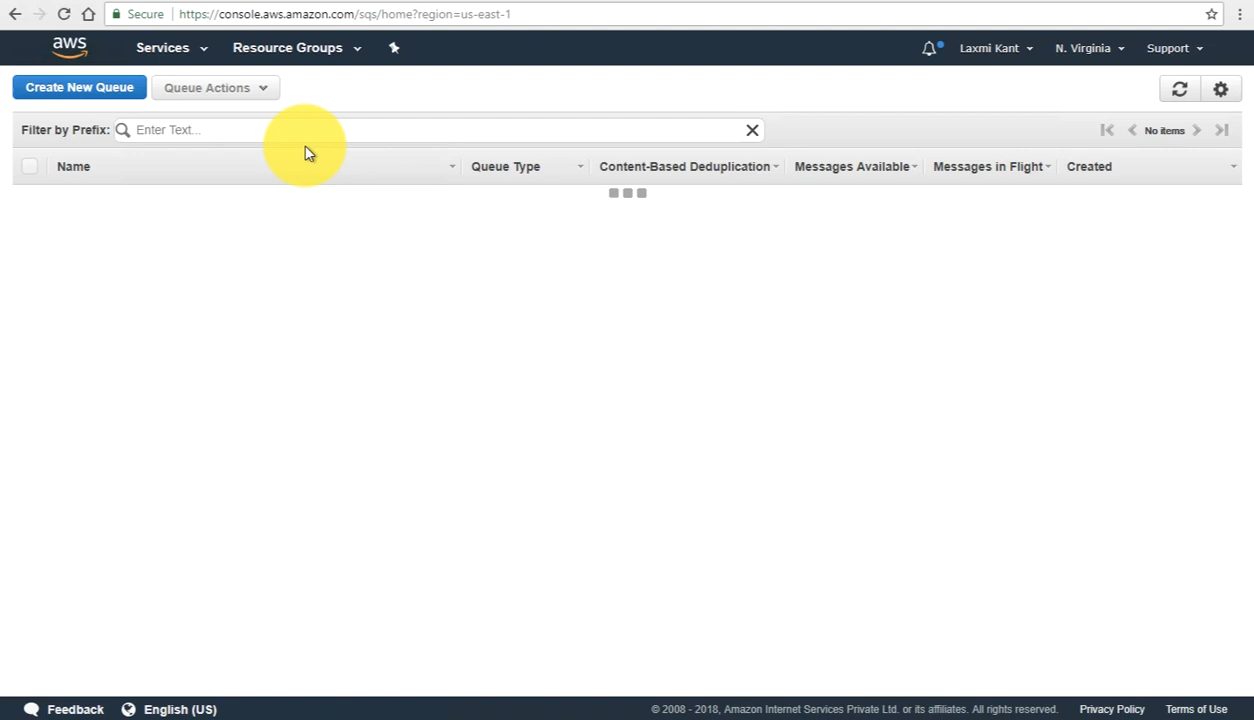 Secure https://console.aws.amazon.com/sqs/home?region=us-east-1
aws Services Resource Groups Laxmi Kant N. Virginia Support
Create New Queue Queue Actions
Filter by Prefix: Enter Text... No items
Name Queue Type Content-Based Deduplication Messages Available Messages in Flight Created
Feedback English (US) © 2008 - 2018, Amazon Internet Services Private Ltd. or its affiliates. All rights reserved. Privacy Policy Terms of Use